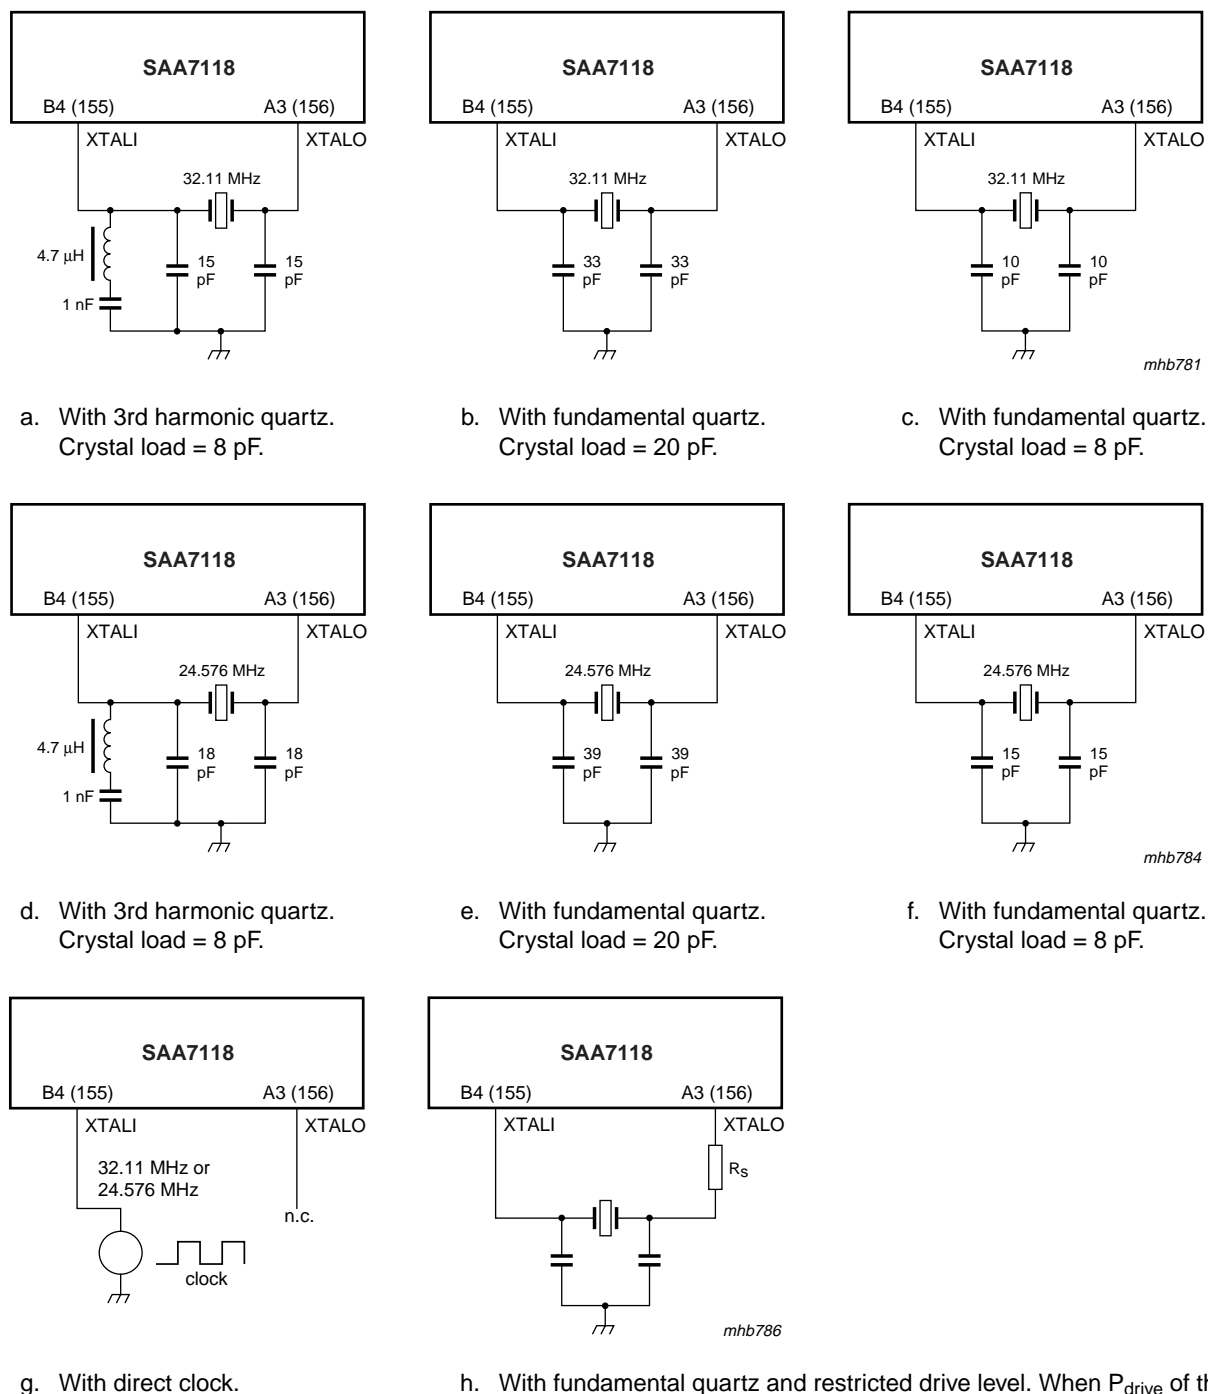 SAA7118
B4 (155) A3 (156)
XTALI XTALO
32.11 MHz
4.7 μH
15 pF
15 pF
1 nF
SAA7118
B4 (155) A3 (156)
XTALI XTALO
32.11 MHz
33 pF
33 pF
SAA7118
B4 (155) A3 (156)
XTALI XTALO
32.11 MHz
10 pF
10 pF
mhb781
a. With 3rd harmonic quartz.
Crystal load = 8 pF.
b. With fundamental quartz.
Crystal load = 20 pF.
c. With fundamental quartz.
Crystal load = 8 pF.
SAA7118
B4 (155) A3 (156)
XTALI XTALO
24.576 MHz
4.7 μH
18 pF
18 pF
1 nF
SAA7118
B4 (155) A3 (156)
XTALI XTALO
24.576 MHz
39 pF
39 pF
SAA7118
B4 (155) A3 (156)
XTALI XTALO
24.576 MHz
15 pF
15 pF
mhb784
d. With 3rd harmonic quartz.
Crystal load = 8 pF.
e. With fundamental quartz.
Crystal load = 20 pF.
f. With fundamental quartz.
Crystal load = 8 pF.
SAA7118
B4 (155) A3 (156)
XTALI XTALO
32.11 MHz or
24.576 MHz
n.c.
clock
SAA7118
B4 (155) A3 (156)
XTALI XTALO
Rs
mhb786
g. With direct clock.
h. With fundamental quartz and restricted drive level. When Pdrive of